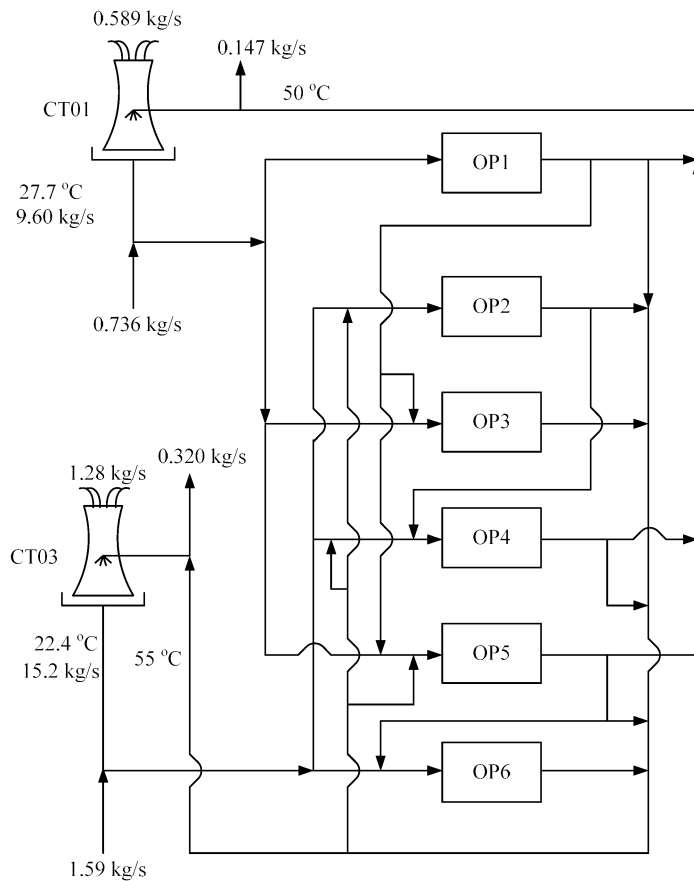 0.589 kg/s
0.147 kg/s
50 °C
CT01
OP1
27.7 °C
9.60 kg/s
OP2
0.736 kg/s
OP3
0.320 kg/s
1.28 kg/s
OP4
CT03
22.4 °C
55 °C
15.2 kg/s
OP5
OP6
1.59 kg/s